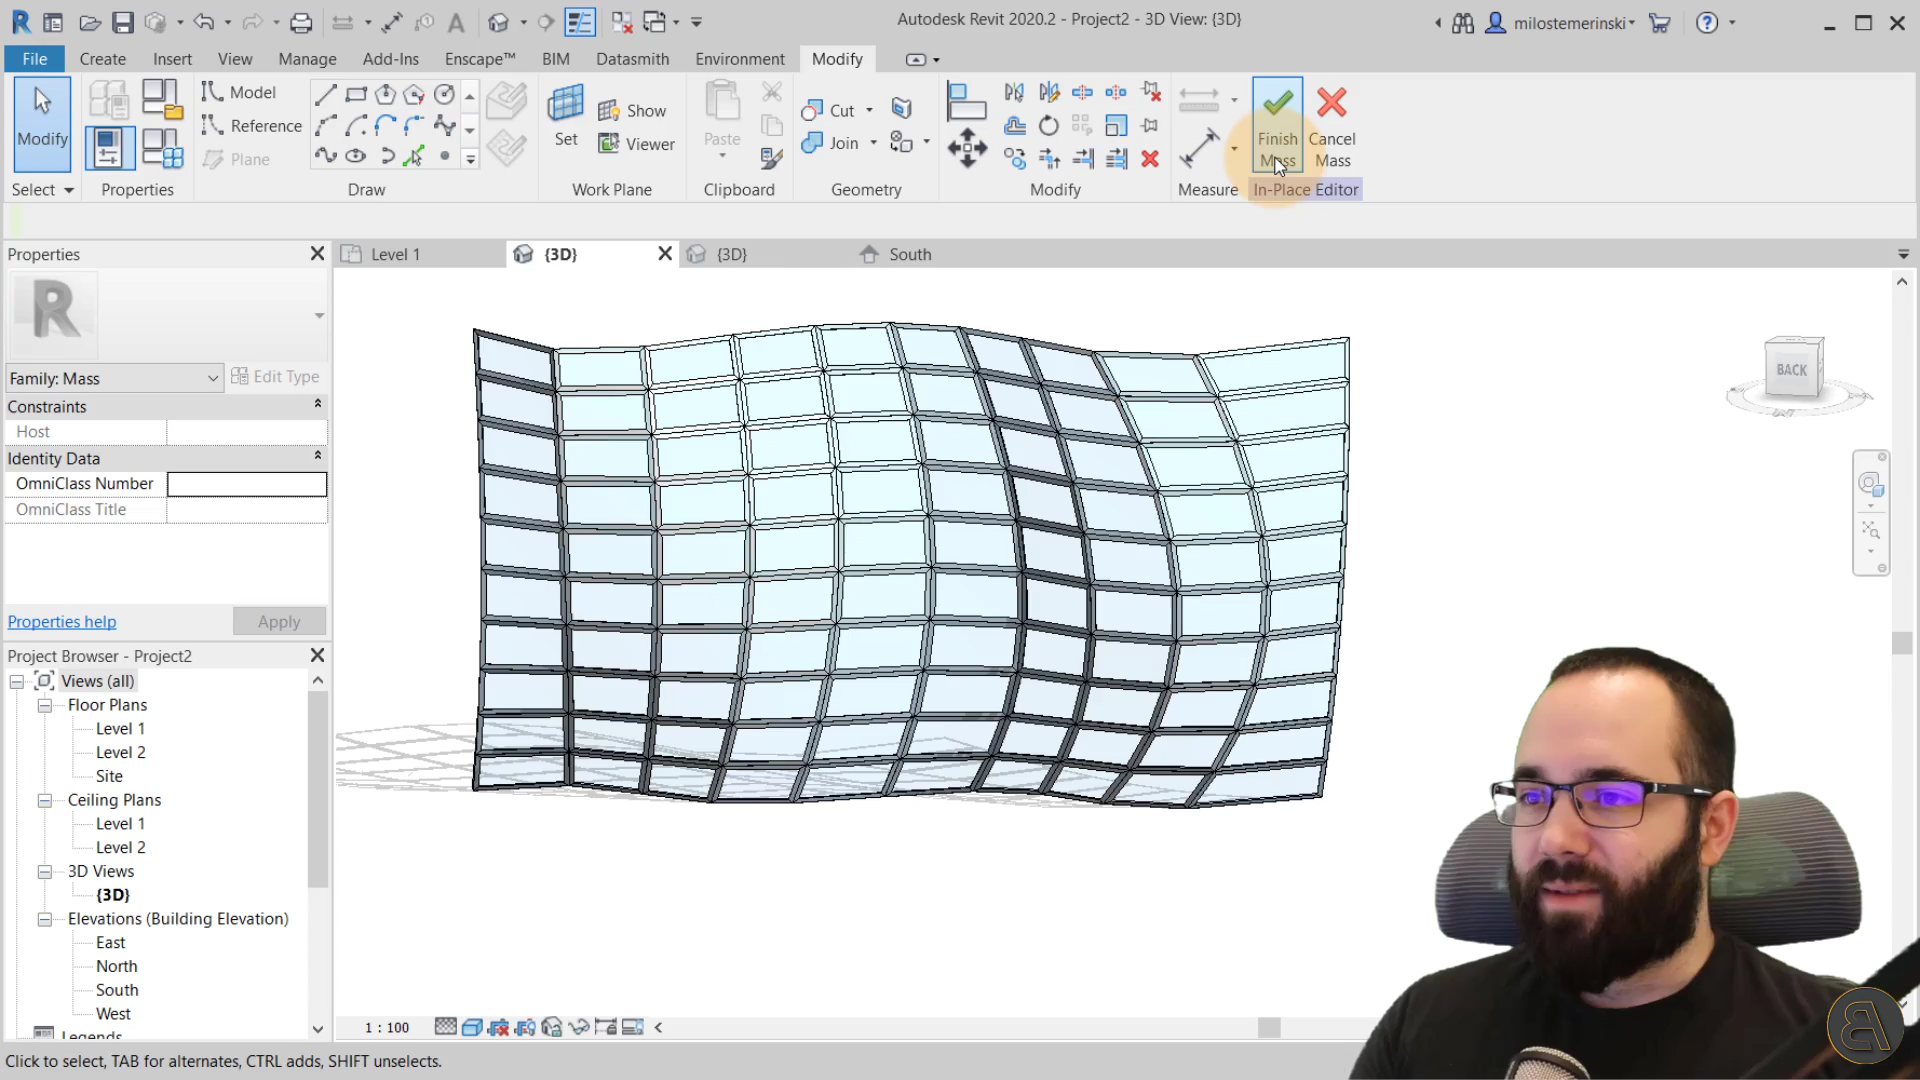 Autodesk Revit 2020.2 - Project2 - 3D View: {3D}
milostemerinski
File Create Insert View Manage Add-Ins Enscape™ BIM Datasmith Environment Modify
Modify
Model
Reference
Plane
Set
Show
Viewer
Paste
Cut
Join
Finish Mass
Cancel Mass
Select Properties Draw Work Plane Clipboard Geometry Modify Measure In-Place Editor
Properties
Level 1 {3D} {3D} South
R
Family: Mass Edit Type
Constraints
Host
Identity Data
OmniClass Number
OmniClass Title
Properties help Apply
Project Browser - Project2
Views (all)
Floor Plans
Level 1
Level 2
Site
Ceiling Plans
Level 1
Level 2
3D Views
{3D}
Elevations (Building Elevation)
East
North
South
West
Legends
BACK
1 : 100
Click to select, TAB for alternates, CTRL adds, SHIFT unselects.